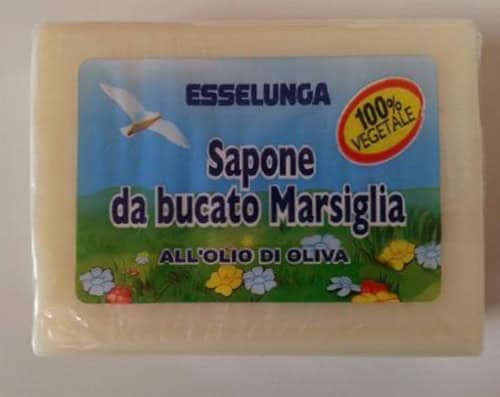 ESSELUNGA
100%
VEGETALE
Sapone
da bucato Marsiglia
ALL'OLIO DI OLIVA